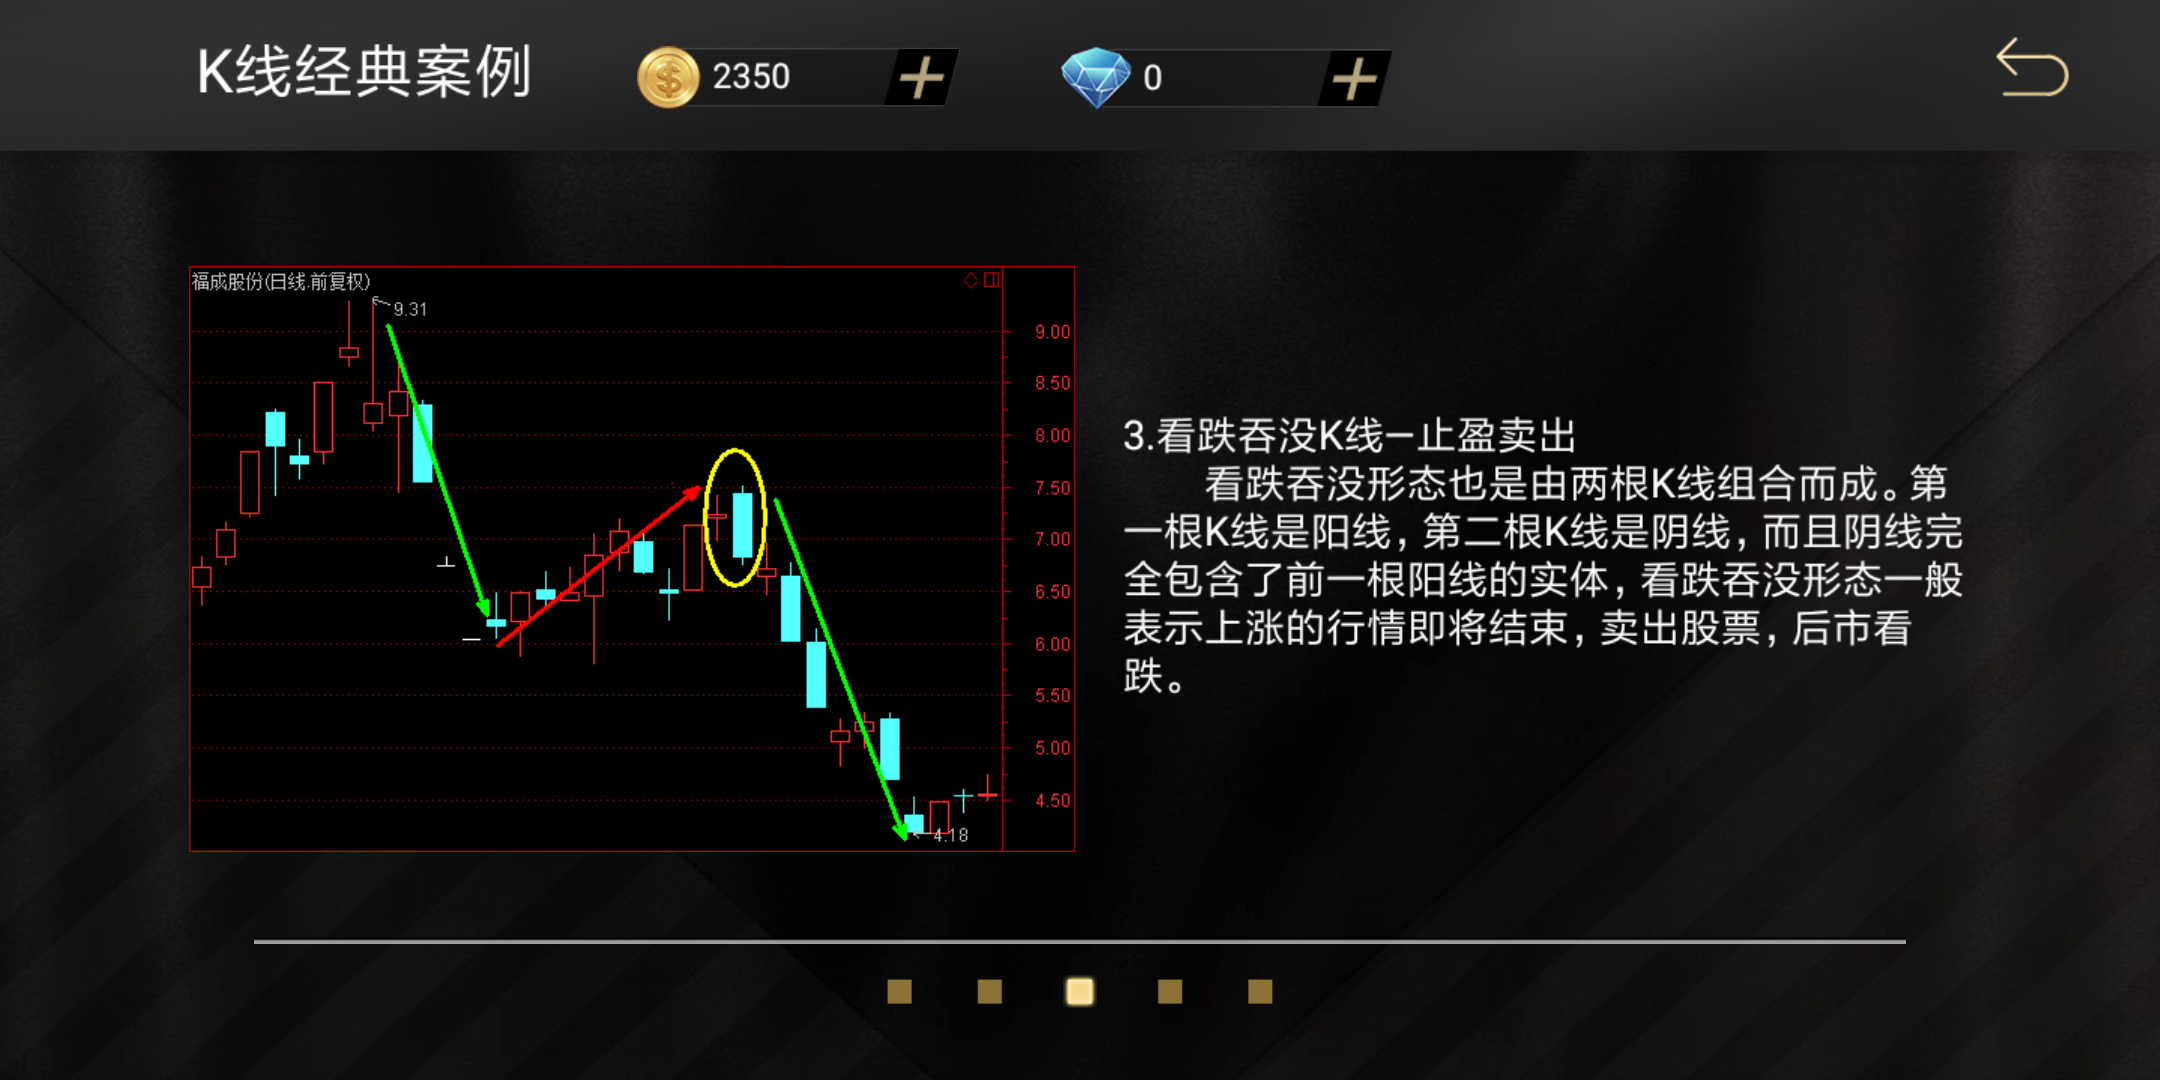 K线经典案例
2350
0
福成股份(日线.前复权)
9.31
9.00
8.50
8.00
7.50
7.00
6.50
6.00
5.50
5.00
4.50
4.18
3.看跌吞没K线—止盈卖出
看跌吞没形态也是由两根K线组合而成。第
一根K线是阳线，第二根K线是阴线，而且阴线完
全包含了前一根阳线的实体，看跌吞没形态一般
表示上涨的行情即将结束，卖出股票，后市看
跌。